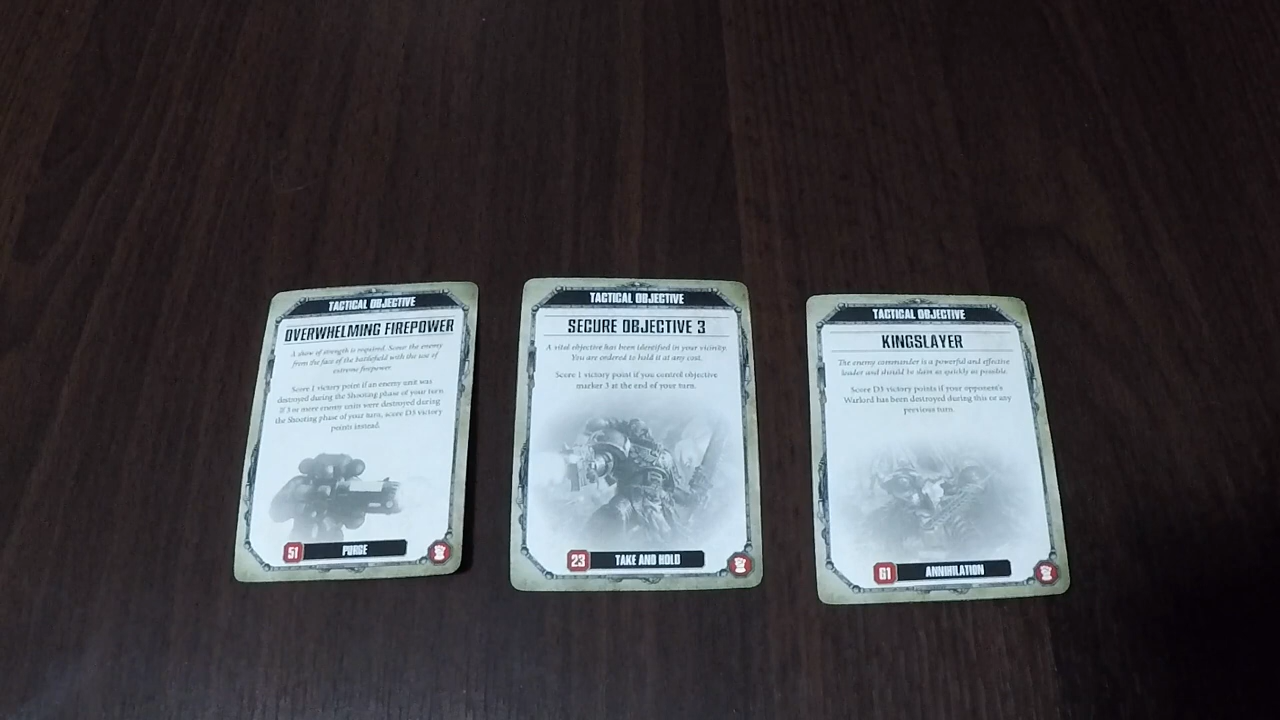 TACTICAL OBJECTIVE
OVERWHELMING FIREPOWER
A show of strength is required. Scour the enemy
from the face of the battlefield with the use of
extreme firepower.
Score 1 victory point if an enemy unit was
destroyed during the Shooting phase of your turn.
If 3 or more enemy units were destroyed during
the Shooting phase of your turn, score D3 victory
points instead.
51
PURGE
TACTICAL OBJECTIVE
SECURE OBJECTIVE 3
A vital objective has been identified in your vicinity.
You are ordered to hold it at any cost.
Score 1 victory point if you control objective
marker 3 at the end of your turn.
23
TAKE AND HOLD
TACTICAL OBJECTIVE
KINGSLAYER
The enemy commander is a powerful and effective
leader and should be slain as quickly as possible.
Score D3 victory points if your opponent's
Warlord has been destroyed during this or any
previous turn.
61
ANNIHILATION